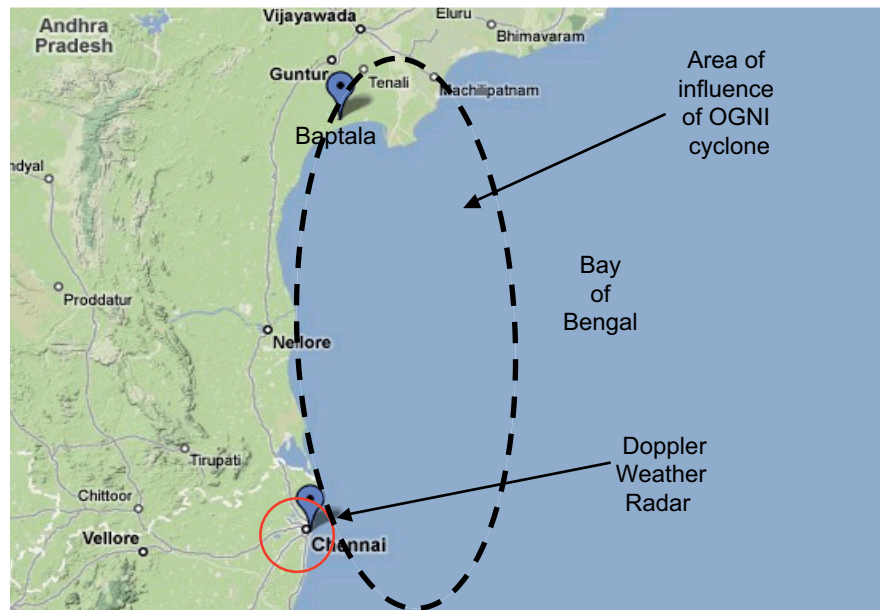 Andhra
Pradesh
Vijayawada
Eluru
Bhimavaram
Guntur
Tenali
Machilipatnam
Baptala
Area of
influence
of OGNI
cyclone
ndyal
Proddatur
Nellore
Bay
of
Bengal
Tirupati
Doppler
Weather
Radar
Chittoor
Vellore
Chennai